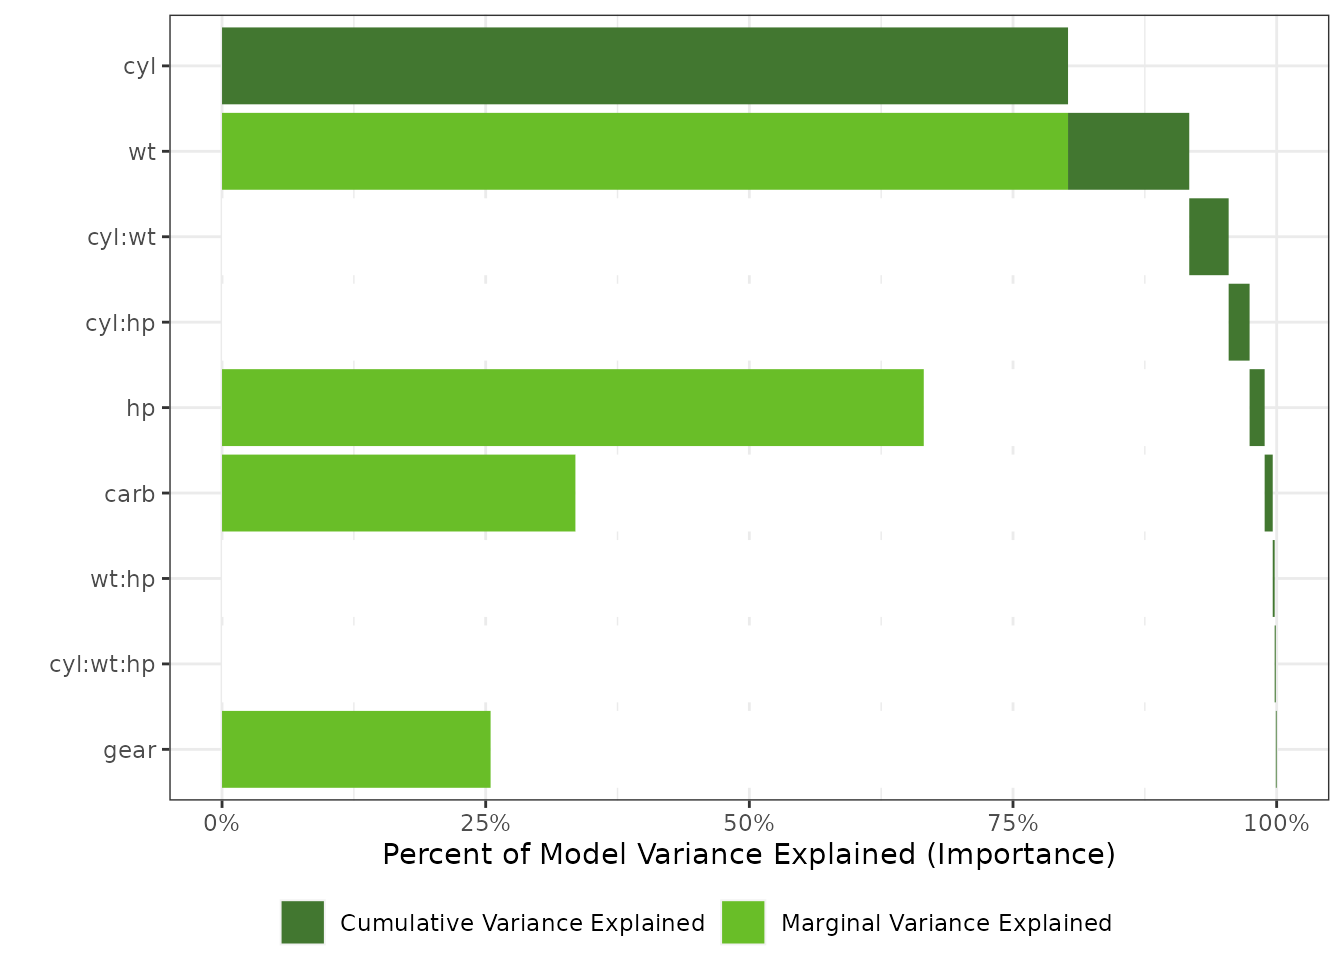 cyl
wt
cyl:wt
cyl:hp
hp
carb
wt:hp
cyl:wt:hp
gear
0% 25% 50% 75% 100%
Percent of Model Variance Explained (Importance)
Cumulative Variance Explained Marginal Variance Explained